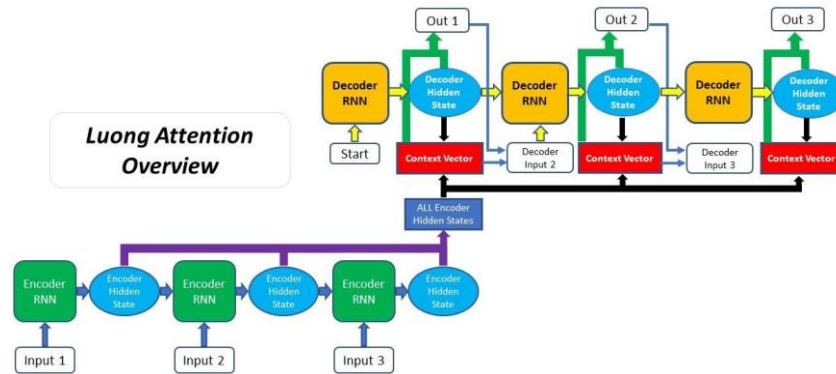 Out 1
Out 2
Out 3
Decoder
RNN
Decoder
Hidden
State
Decoder
RNN
Decoder
Hidden
State
Decoder
RNN
Decoder
Hidden
State
Luong Attention
Overview
Start
Context Vector
Decoder
Input 2
Context Vector
Decoder
Input 3
Context Vector
ALL Encoder
Hidden States
Encoder
RNN
Encoder
Hidden
State
Encoder
RNN
Encoder
Hidden
State
Encoder
RNN
Encoder
Hidden
State
Input 1
Input 2
Input 3